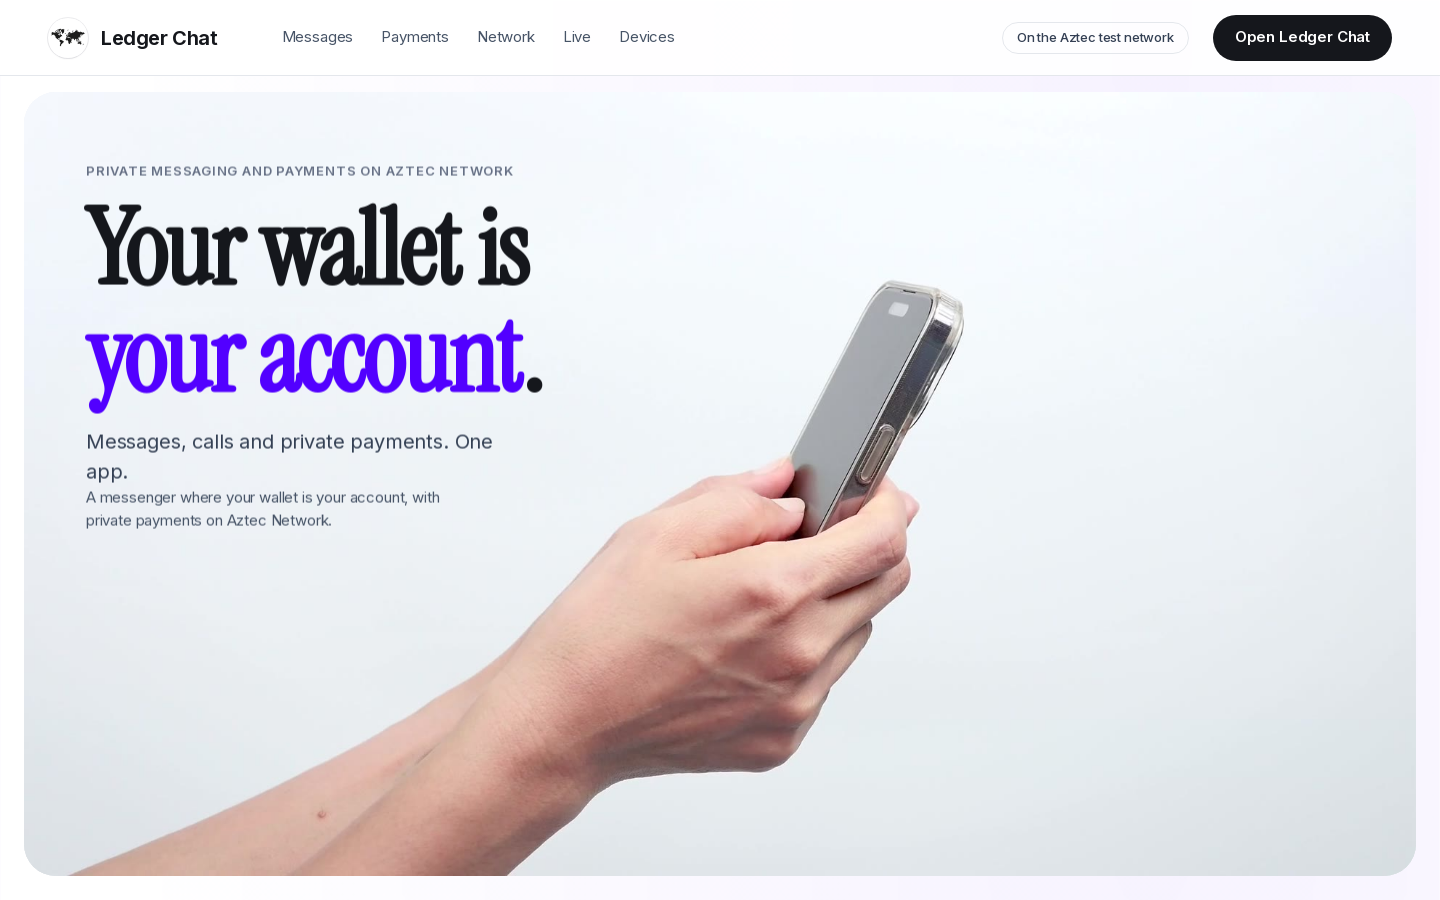 Ledger Chat
Messages
Payments
Network
Live
Devices
On the Aztec test network
Open Ledger Chat
PRIVATE MESSAGING AND PAYMENTS ON AZTEC NETWORK
Your wallet is
your account.
Messages, calls and private payments. One
app.
A messenger where your wallet is your account, with
private payments on Aztec Network.